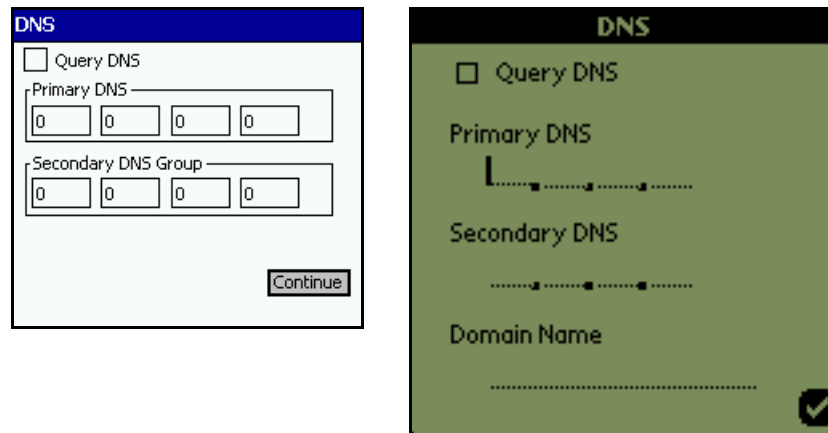 DNS
Query DNS
Primary DNS
0 0 0 0
Secondary DNS Group
0 0 0 0
Continue
DNS
Query DNS
Primary DNS
Secondary DNS
Domain Name